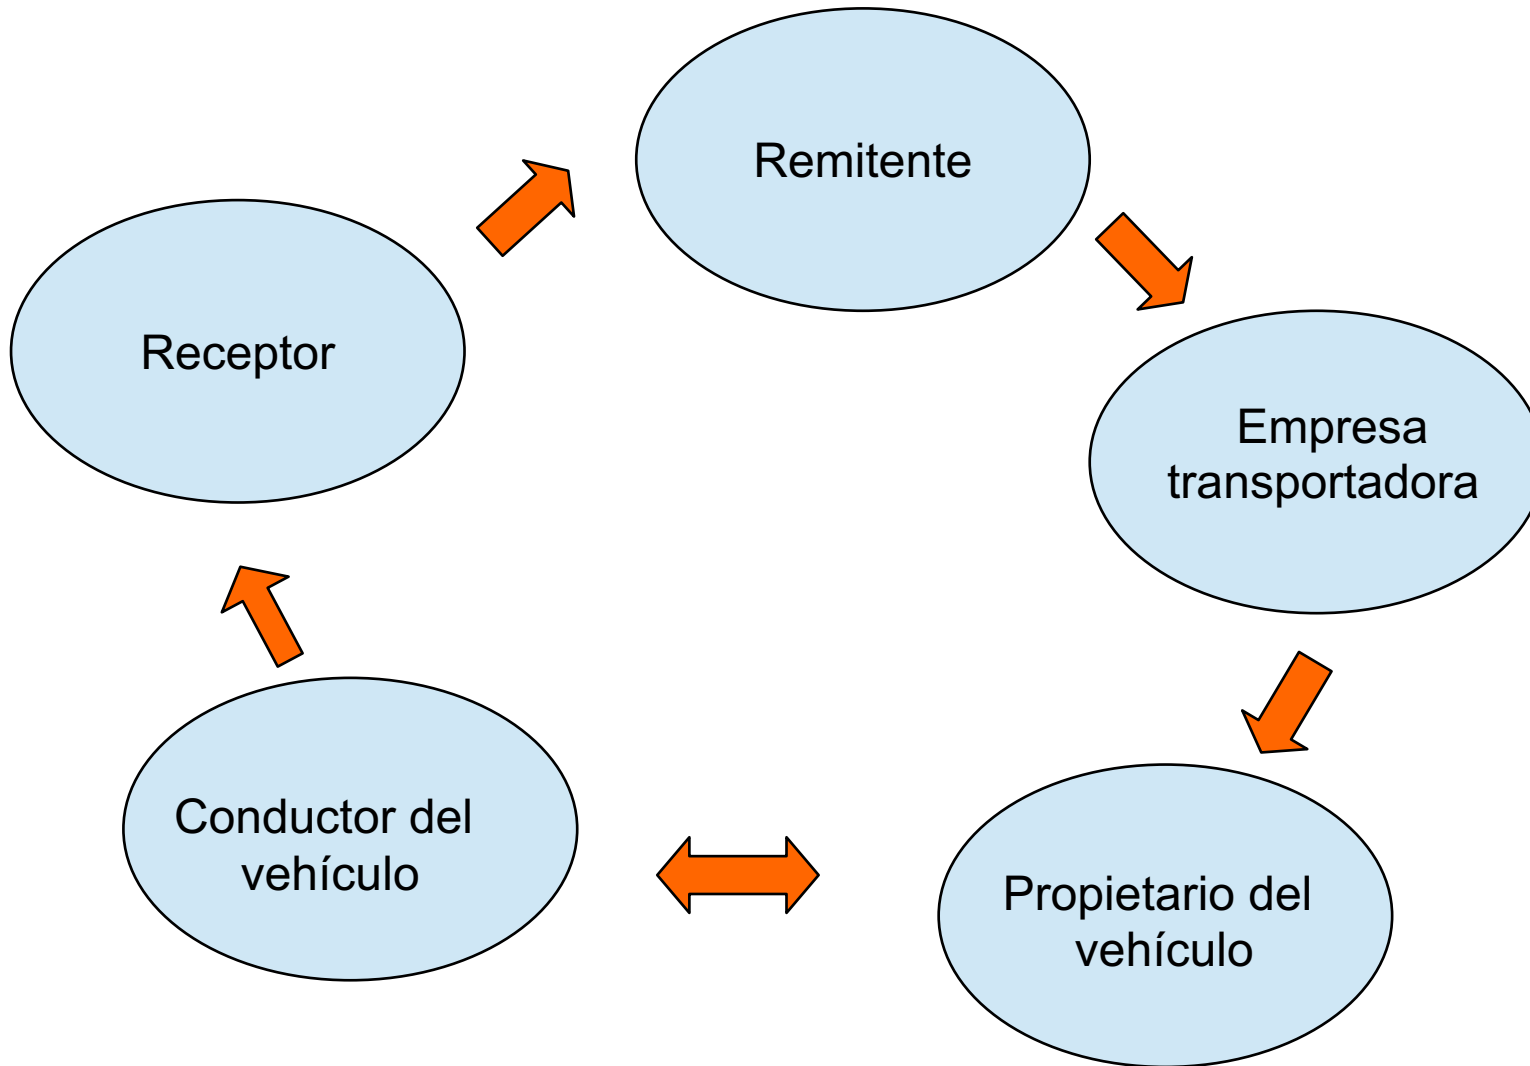 Remitente
Receptor
Empresa
transportadora
Conductor del
vehículo
Propietario del
vehículo